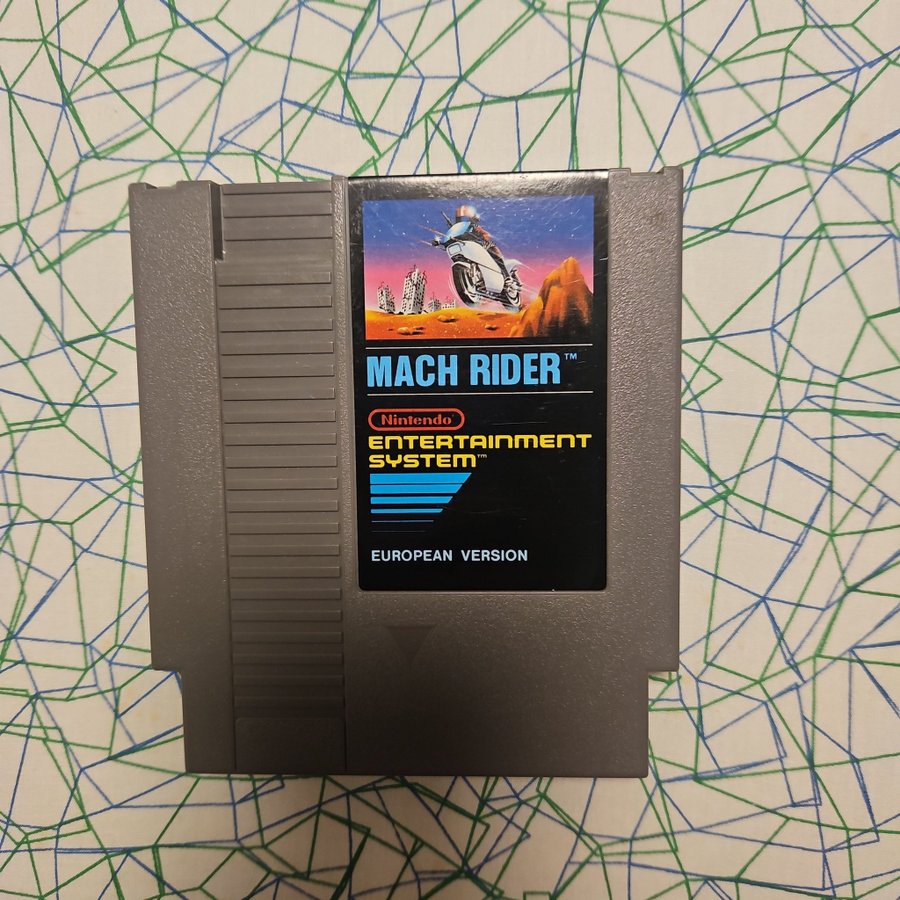 MACH RIDER™
Nintendo®
ENTERTAINMENT
SYSTEM™
EUROPEAN VERSION